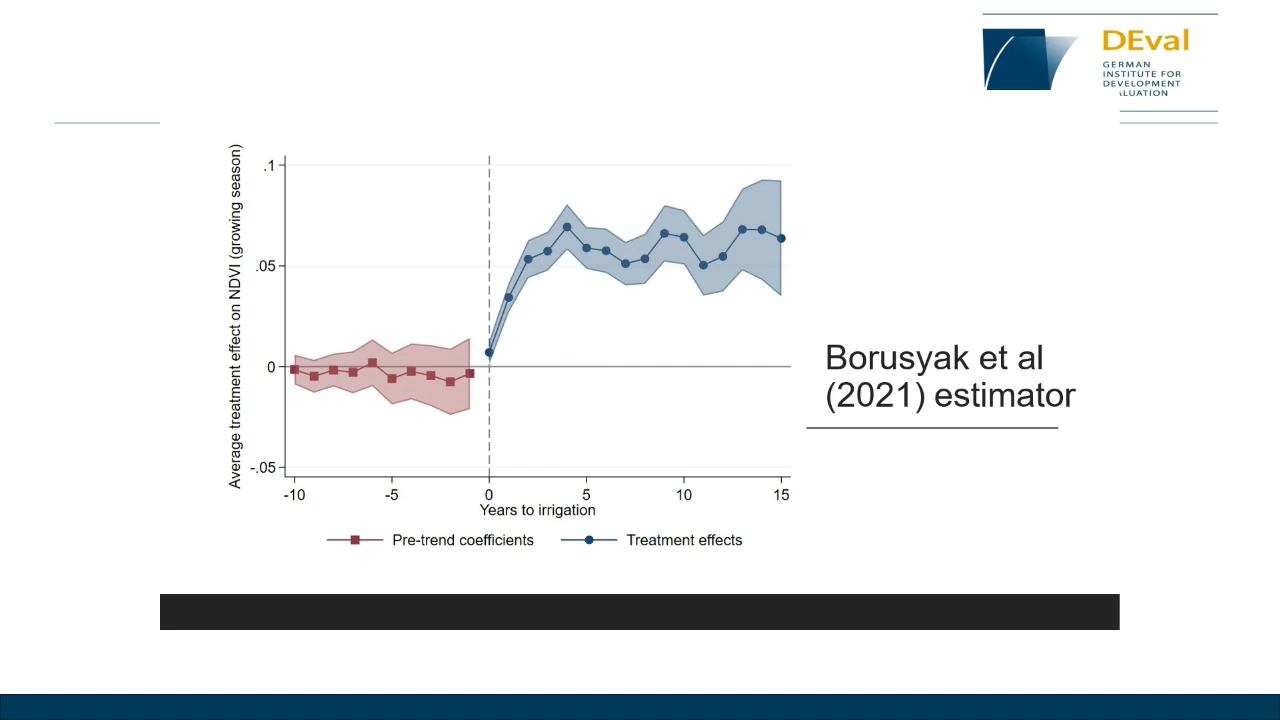 DEval
GERMAN
INSTITUTE FOR
DEVELOPMENT
LUATION
Average treatment effect on NDVI (growing season)
.1
.05
0
-.05
-10
-5
0
5
10
15
Years to irrigation
Pre-trend coefficients
Treatment effects
Borusyak et al
(2021) estimator